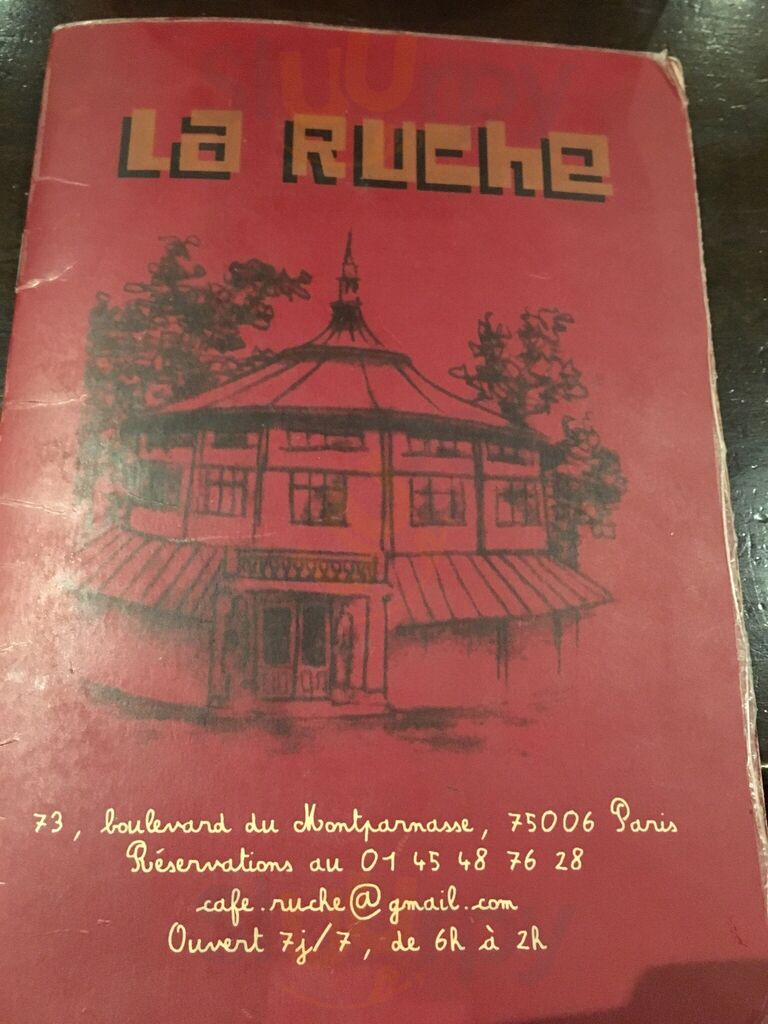 La Ruche
73, boulevard du Montparnasse, 75006 Paris
Réservations au 01 45 48 76 28
cafe.ruche@gmail.com
Ouvert 7j/7, de 6h à 2h